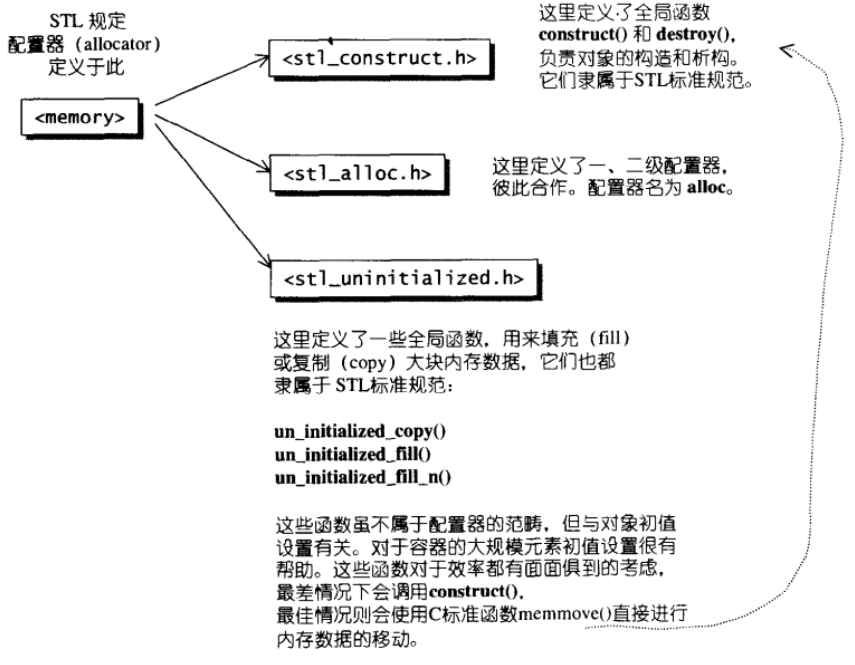 STL 规定
配置器（allocator）
定义于此
<memory>
<stl_construct.h>
这里定义了全局函数
construct() 和 destroy()，
负责对象的构造和析构。
它们隶属于STL标准规范。
<stl_alloc.h>
这里定义了一、二级配置器，
彼此合作。配置器名为 alloc。
<stl_uninitialized.h>
这里定义了一些全局函数，用来填充（fill）
或复制（copy）大块内存数据，它们也都
隶属于 STL标准规范：
un_initialized_copy()
un_initialized_fill()
un_initialized_fill_n()
这些函数虽不属于配置器的范畴，但与对象初值
设置有关。对于容器的大规模元素初值设置很有
帮助。这些函数对于效率都有面面俱到的考虑，
最差情况下会调用construct()，
最佳情况则会使用C标准函数memmove()直接进行
内存数据的移动。